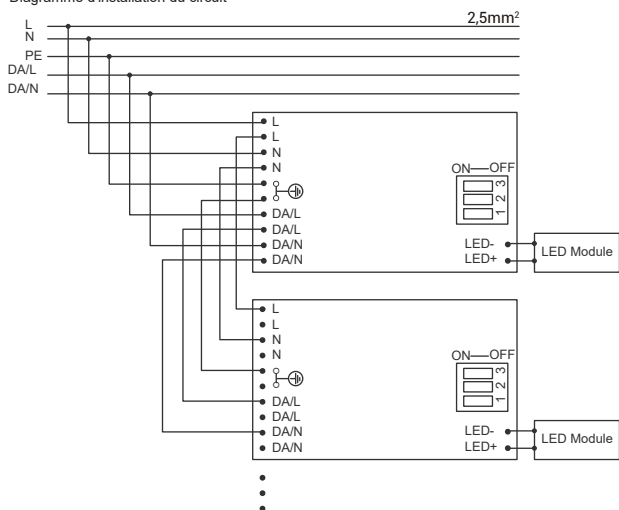 Diagramme d'installation du circuit
2,5mm²
L
N
PE
DA/L
DA/N
L
L
N
N
DA/L
DA/L
DA/N
DA/N
ON OFF
3
2
1
LED-
LED+
LED Module
L
L
N
N
DA/L
DA/L
DA/N
DA/N
ON OFF
3
2
1
LED-
LED+
LED Module